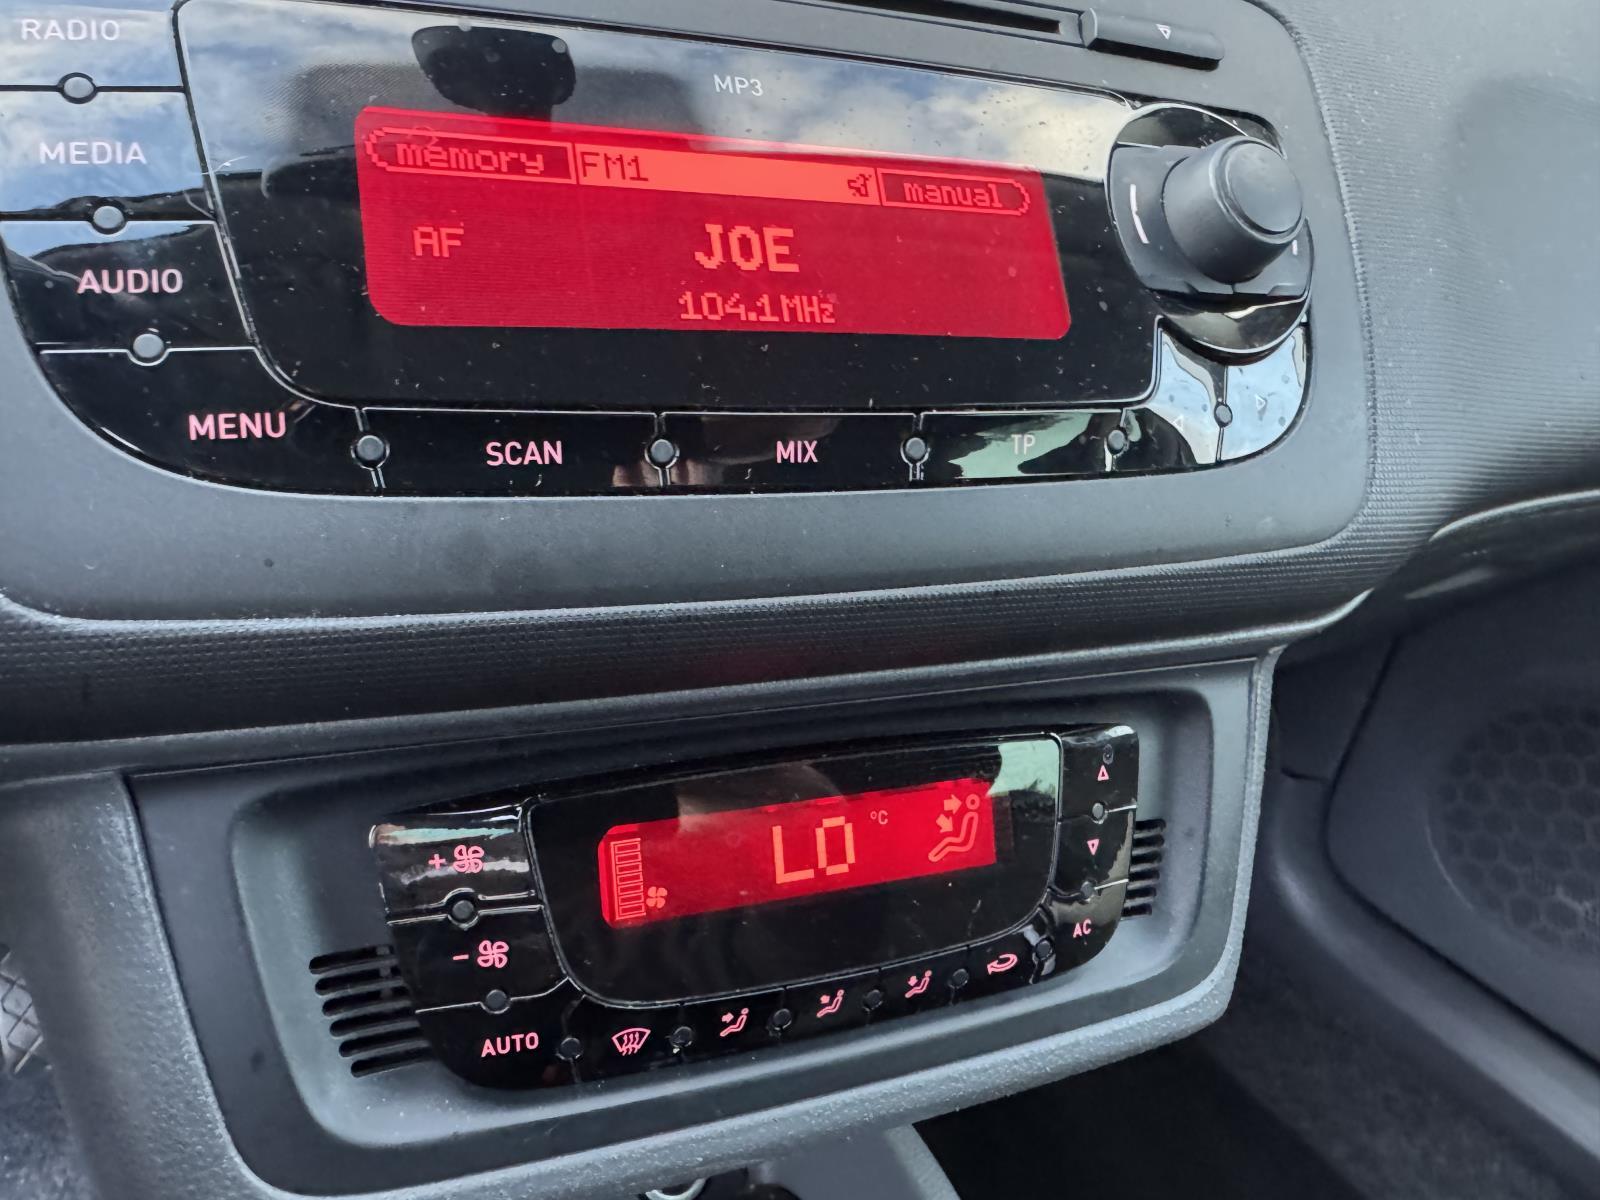 RADIO
MP3
MEDIA
memory FM1 manual
AF JOE
104.1MHz
AUDIO
MENU
SCAN
MIX
TP
LO °C
+
-
AC
AUTO